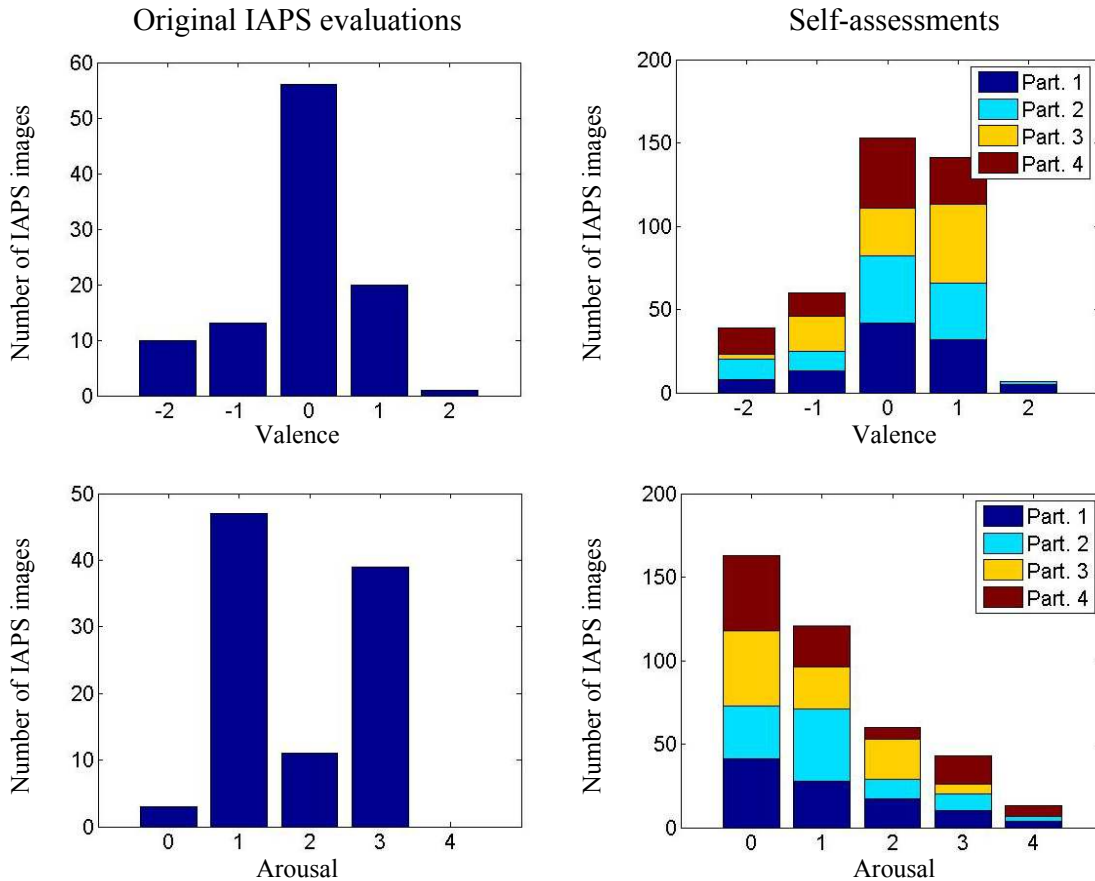 Original IAPS evaluations
Self-assessments
Number of IAPS images
60
50
40
30
20
10
0
-2 -1 0 1 2
Valence
Number of IAPS images
200
150
100
50
0
-2 -1 0 1 2
Valence
Part. 1
Part. 2
Part. 3
Part. 4
Number of IAPS images
50
40
30
20
10
0
0 1 2 3 4
Arousal
Number of IAPS images
200
150
100
50
0
0 1 2 3 4
Arousal
Part. 1
Part. 2
Part. 3
Part. 4